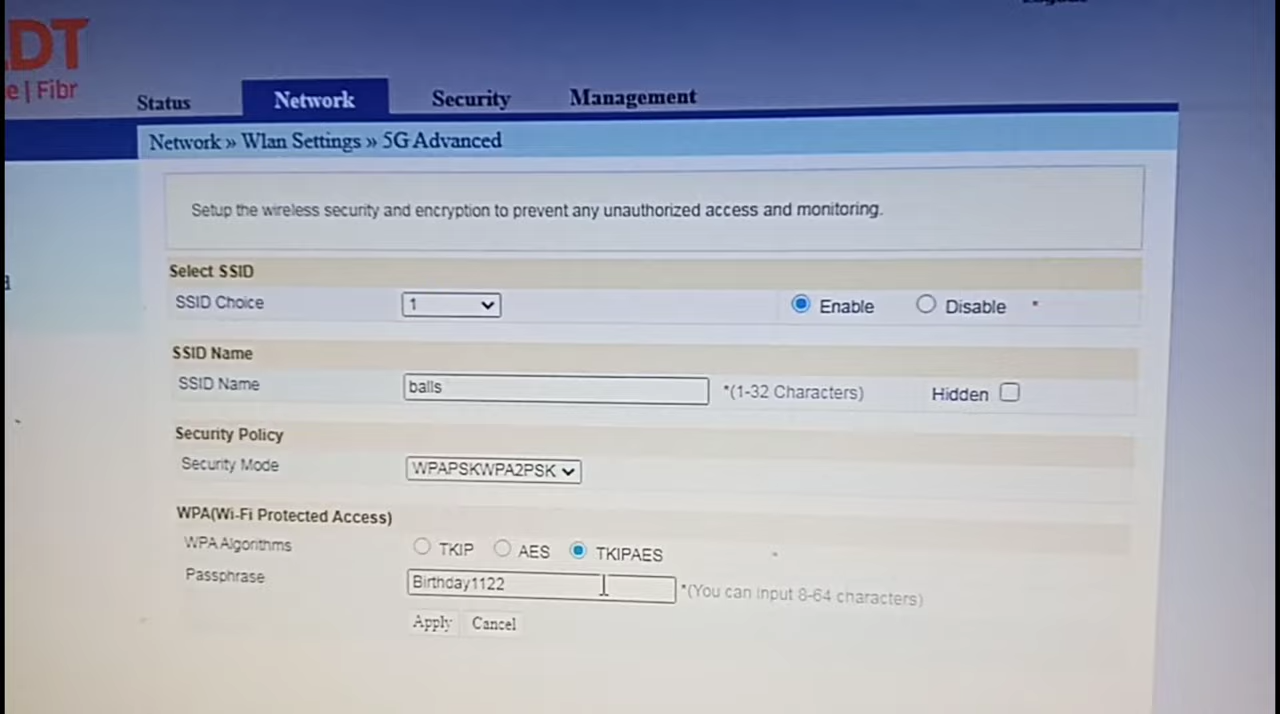 DT
e | Fibr
Status Network Security Management
Network » Wlan Settings » 5G Advanced
Setup the wireless security and encryption to prevent any unauthorized access and monitoring.
Select SSID
SSID Choice 1 Enable Disable *
SSID Name
SSID Name balls *(1-32 Characters) Hidden
Security Policy
Security Mode WPAPSKWPA2PSK
WPA(Wi-Fi Protected Access)
WPA Algorithms TKIP AES TKIPAES
Passphrase Birthday1122 *(You can input 8-64 characters)
Apply Cancel